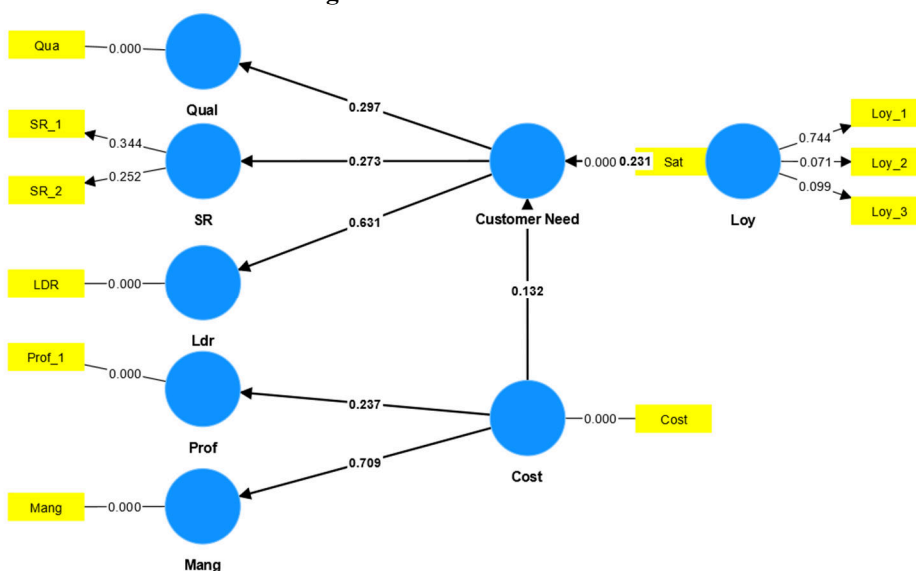 Qua
0.000
Qual
SR_1
0.344
SR_2
0.252
SR
LDR
0.000
Ldr
Prof_1
0.000
Prof
Mang
0.000
Mang
0.297
0.273
0.631
0.237
0.709
Customer Need
0.132
Cost
0.000
Cost
0.000
0.231
Sat
Loy
0.744
0.071
0.099
Loy_1
Loy_2
Loy_3